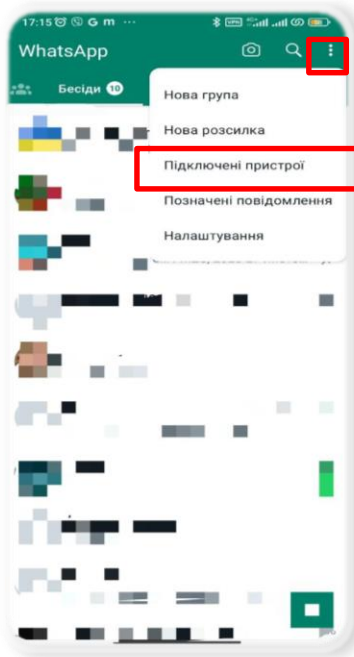 17:15 G m ...
WhatsApp
Бесіди 10
Нова група
Нова розсилка
Підключені пристрої
Позначені повідомлення
Налаштування